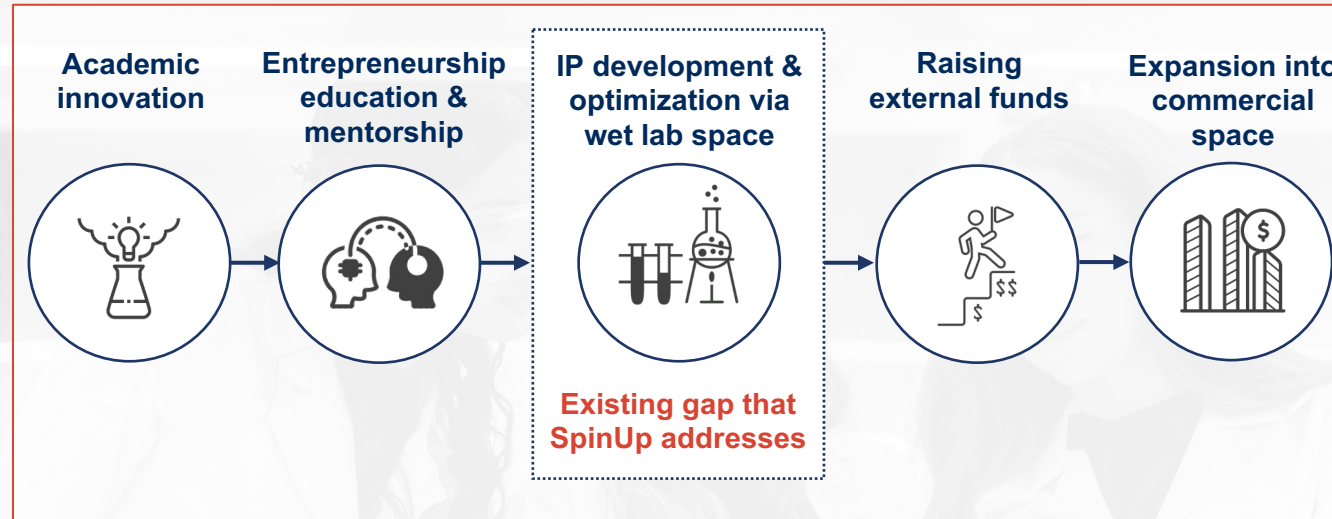 Academic
innovation
Entrepreneurship
education &
mentorship
IP development &
optimization via
wet lab space
Raising
external funds
Expansion into
commercial
space
$
$$
$
Existing gap that
SpinUp addresses